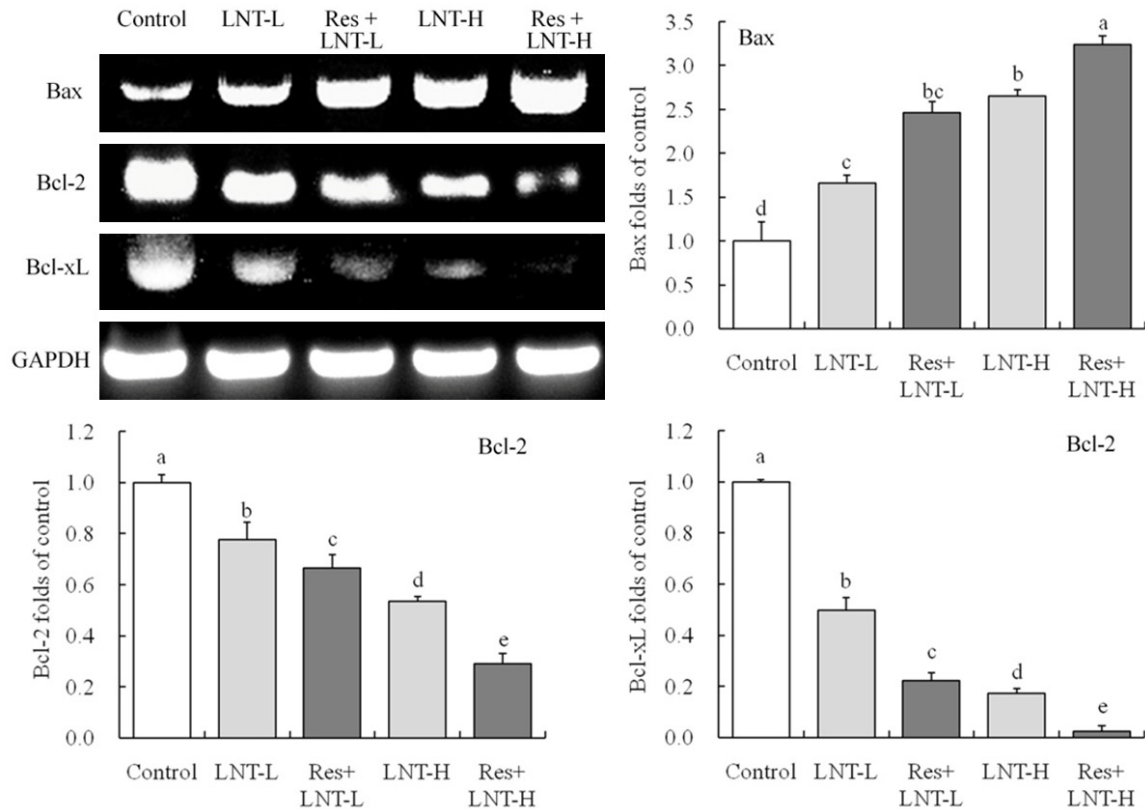 Control LNT-L Res + LNT-H Res +
LNT-L LNT-H
Bax
Bcl-2
Bcl-xL
GAPDH
Bax
Bax folds of control
3.5
3.0
2.5
2.0
1.5
1.0
0.5
0.0
d
c
bc
b
a
Control LNT-L Res+ LNT-H Res+
LNT-L LNT-H
Bcl-2
Bcl-2 folds of control
1.2
1.0
0.8
0.6
0.4
0.2
0.0
a
b
c
d
e
Control LNT-L Res+ LNT-H Res+
LNT-L LNT-H
Bcl-2
Bcl-xL folds of control
1.2
1.0
0.8
0.6
0.4
0.2
0.0
a
b
c
d
e
Control LNT-L Res+ LNT-H Res+
LNT-L LNT-H